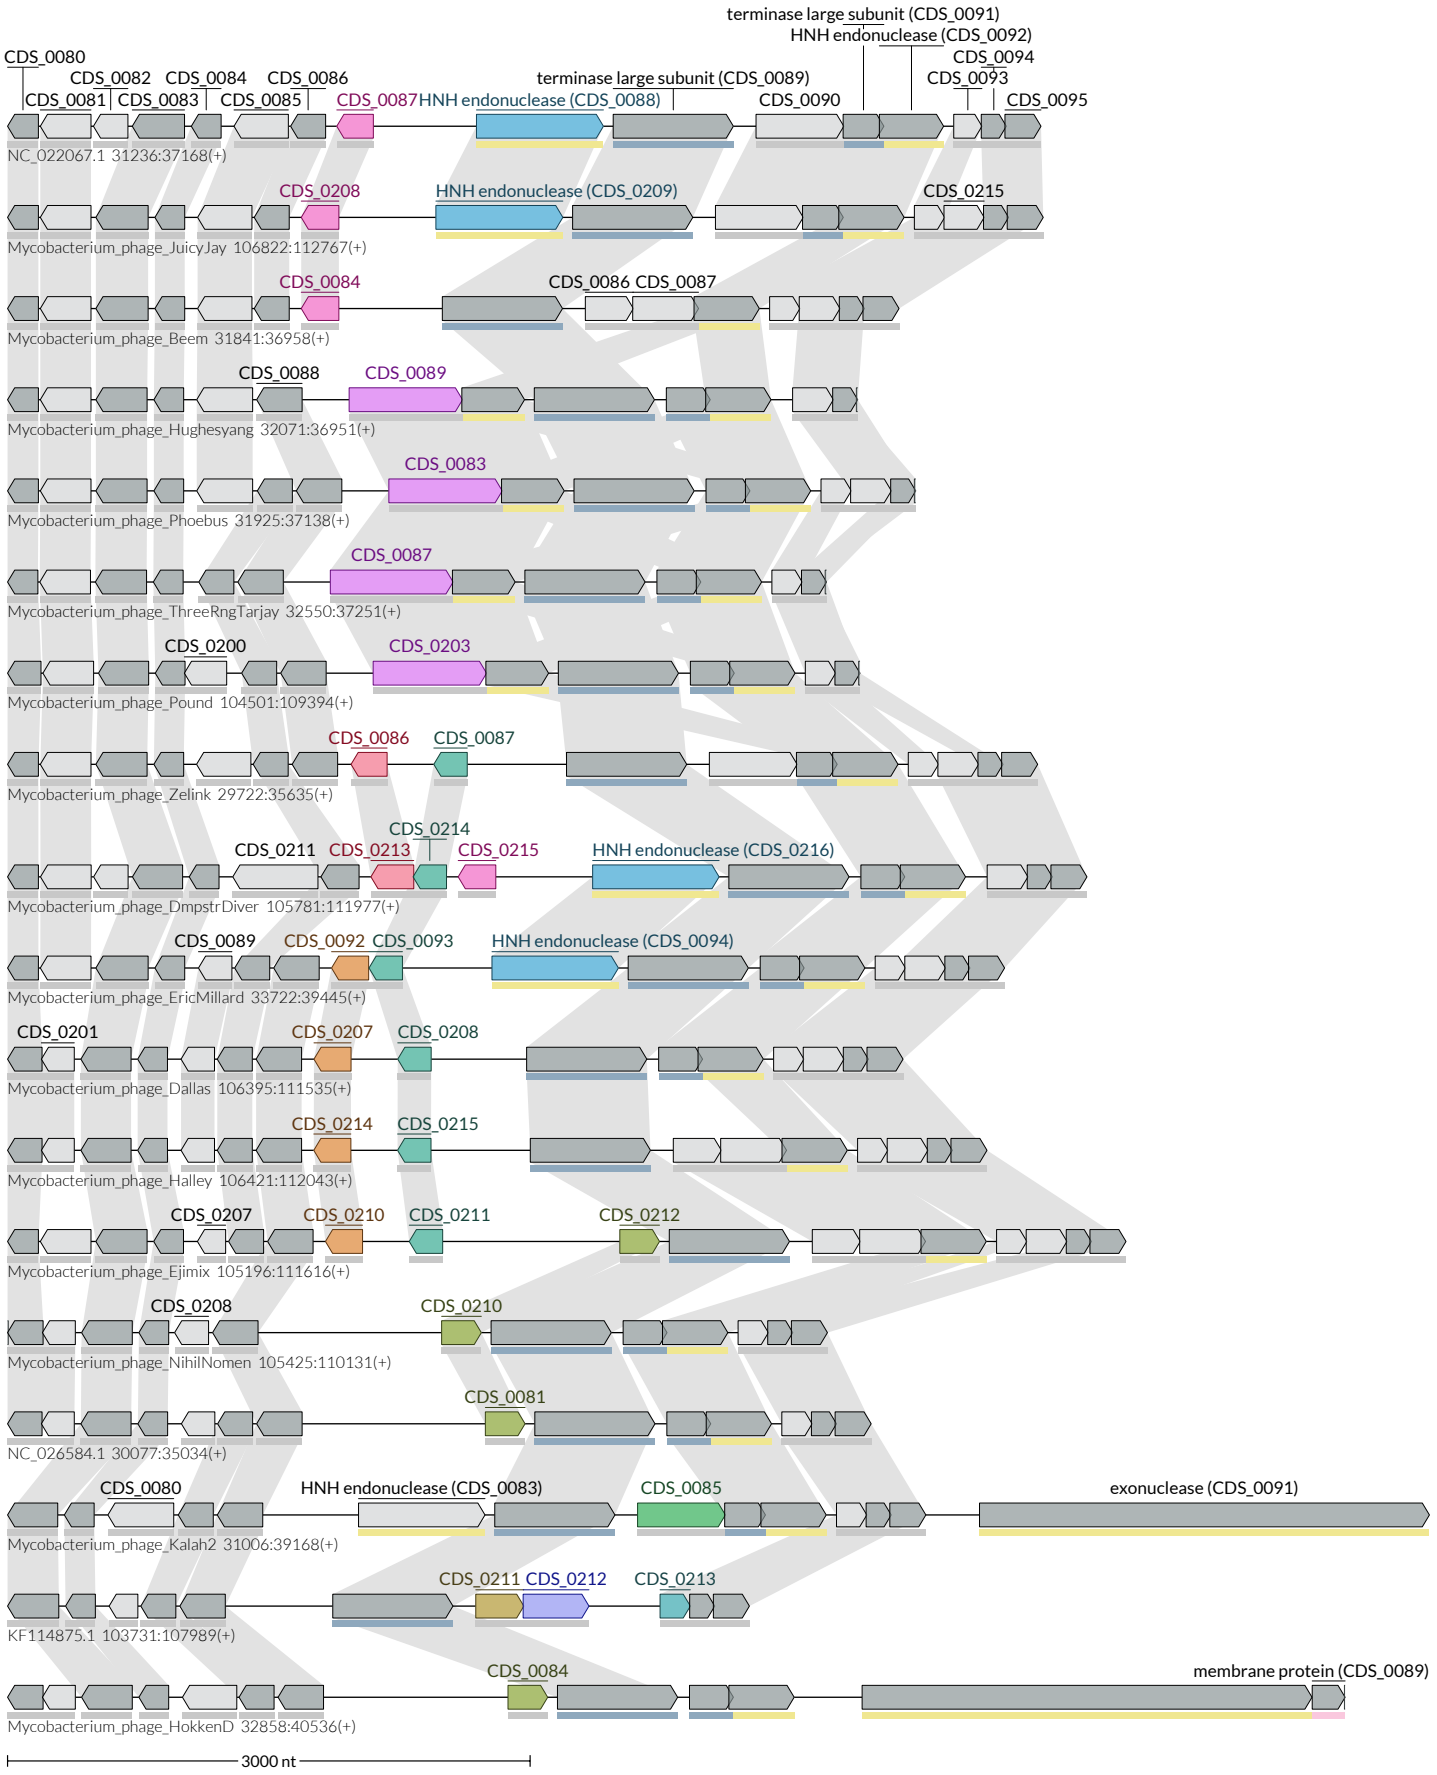 terminase large subunit (CDS_0091)
HNH endonuclease (CDS_0092)
CDS_0080 CDS_0094
CDS_0082 CDS_0084 CDS_0086 terminase large subunit (CDS_0089) CDS_0093
CDS_0081 CDS_0083 CDS_0085 CDS_0087 HNH endonuclease (CDS_0088) CDS_0090 CDS_0095
NC_022067.1 31236:37168(+)
CDS_0208 HNH endonuclease (CDS_0209) CDS_0215
Mycobacterium_phage_JuicyJay 106822:112767(+)
CDS_0084 CDS_0086 CDS_0087
Mycobacterium_phage_Beem 31841:36958(+)
CDS_0088 CDS_0089
Mycobacterium_phage_Hughesyang 32071:36951(+)
CDS_0083
Mycobacterium_phage_Phoebus 31925:37138(+)
CDS_0087
Mycobacterium_phage_ThreeRngTarjay 32550:37251(+)
CDS_0200 CDS_0203
Mycobacterium_phage_Pound 104501:109394(+)
CDS_0086 CDS_0087
Mycobacterium_phage_Zelink 29722:35635(+)
CDS_0214
CDS_0211 CDS_0213 CDS_0215 HNH endonuclease (CDS_0216)
Mycobacterium_phage_DmpstrDiver 105781:111977(+)
CDS_0089 CDS_0092 CDS_0093 HNH endonuclease (CDS_0094)
Mycobacterium_phage_EricMillard 33722:39445(+)
CDS_0201 CDS_0207 CDS_0208
Mycobacterium_phage_Dallas 106395:111535(+)
CDS_0214 CDS_0215
Mycobacterium_phage_Halley 106421:112043(+)
CDS_0207 CDS_0210 CDS_0211 CDS_0212
Mycobacterium_phage_Ejimix 105196:111616(+)
CDS_0208 CDS_0210
Mycobacterium_phage_NihilNomen 105425:110131(+)
CDS_0081
NC_026584.1 30077:35034(+)
CDS_0080 HNH endonuclease (CDS_0083) CDS_0085 exonuclease (CDS_0091)
Mycobacterium_phage_Kalah2 31006:39168(+)
CDS_0211 CDS_0212 CDS_0213
KF114875.1 103731:107989(+)
CDS_0084 membrane protein (CDS_0089)
Mycobacterium_phage_HokkenD 32858:40536(+)
3000 nt